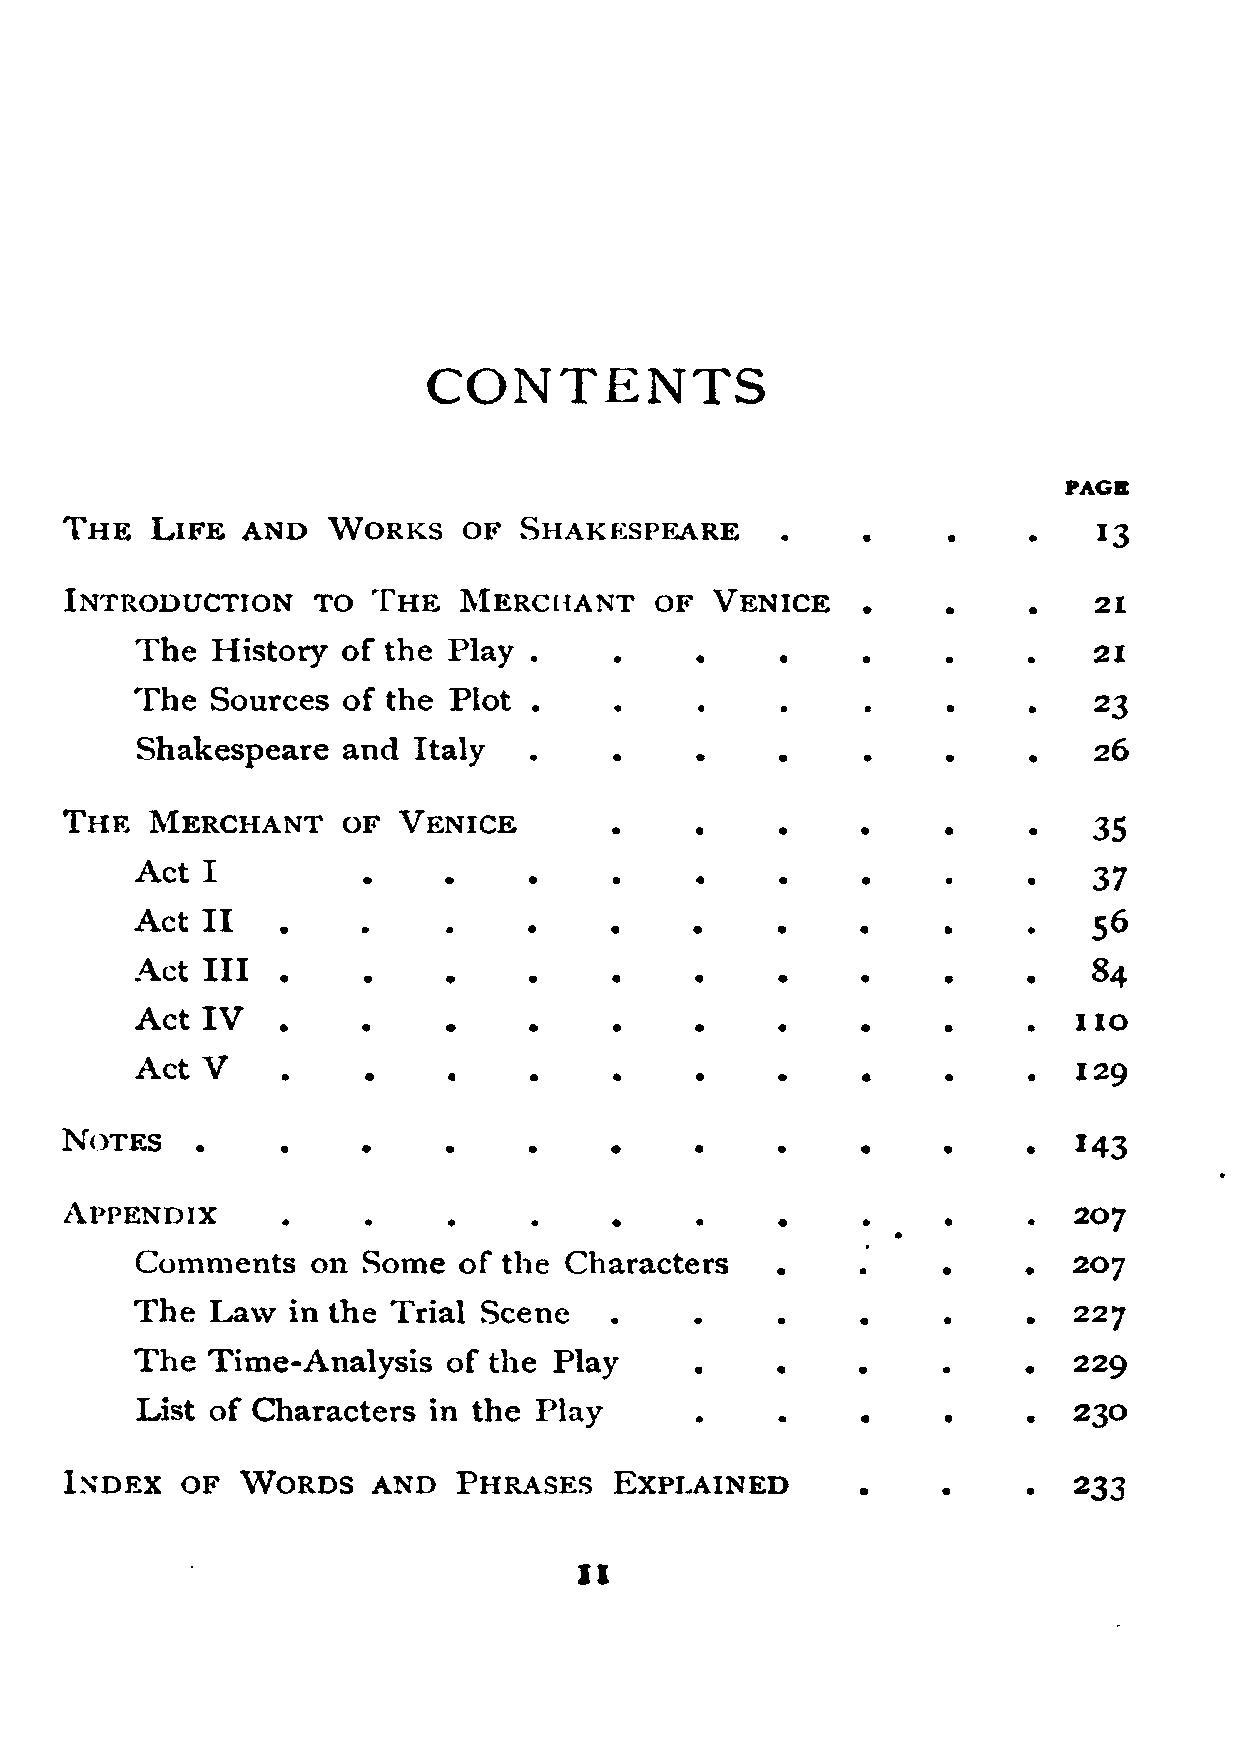 CONTENTS
PAGE
THE LIFE AND WORKS OF SHAKESPEARE . . . . 13
INTRODUCTION TO THE MERCHANT OF VENICE . . . 21
The History of the Play . . . . . . . 21
The Sources of the Plot . . . . . . . 23
Shakespeare and Italy . . . . . . . 26
THE MERCHANT OF VENICE . . . . . . 35
Act I . . . . . . . . . 37
Act II . . . . . . . . . . 56
Act III . . . . . . . . . . 84
Act IV . . . . . . . . . . 110
Act V . . . . . . . . . . 129
NOTES . . . . . . . . . . . 143
APPENDIX . . . . . . . . . . 207
Comments on Some of the Characters . . . . 207
The Law in the Trial Scene . . . . . . 227
The Time-Analysis of the Play . . . . . 229
List of Characters in the Play . . . . . 230
INDEX OF WORDS AND PHRASES EXPLAINED . . . 233
11